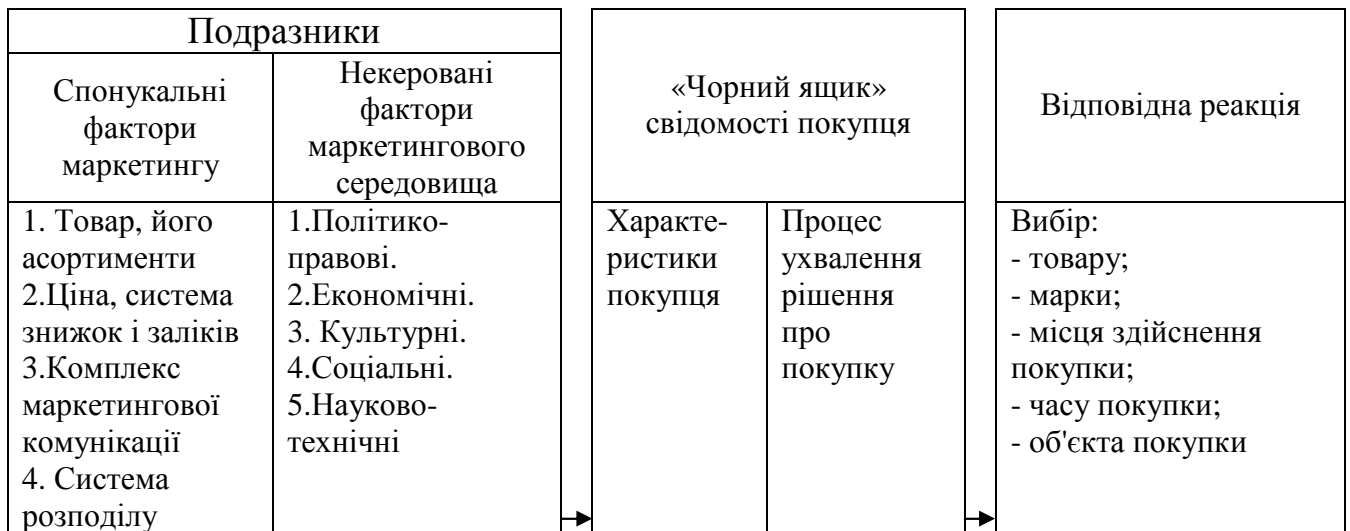 Подразники
Спонукальні
фактори
маркетингу
Некеровані
фактори
маркетингового
середовища
1. Товар, його
асортименти
2.Ціна, система
знижок і заліків
3.Комплекс
маркетингової
комунікації
4. Система
розподілу
1.Політико-
правові.
2.Економічні.
3. Культурні.
4.Соціальні.
5.Науково-
технічні
«Чорний ящик»
свідомості покупця
Характе-
ристики
покупця
Процес
ухвалення
рішення
про
покупку
Відповідна реакція
Вибір:
- товару;
- марки;
- місця здійснення
покупки;
- часу покупки;
- об'єкта покупки